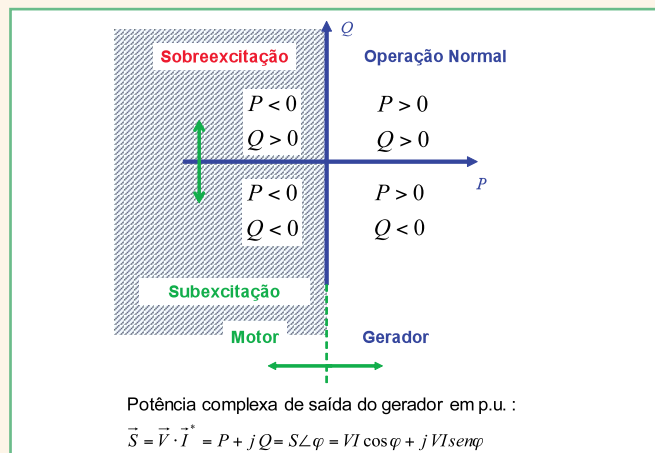 Q
Sobreexcitação Operação Normal
P < 0 P > 0
Q > 0 Q > 0
P
P < 0 P > 0
Q < 0 Q < 0
Subexcitação
Motor Gerador
Potência complexa de saída do gerador em p.u. :
S⃗ = V⃗ · I⃗* = P + j Q = S∠φ = VI cos φ + j VIsenφ